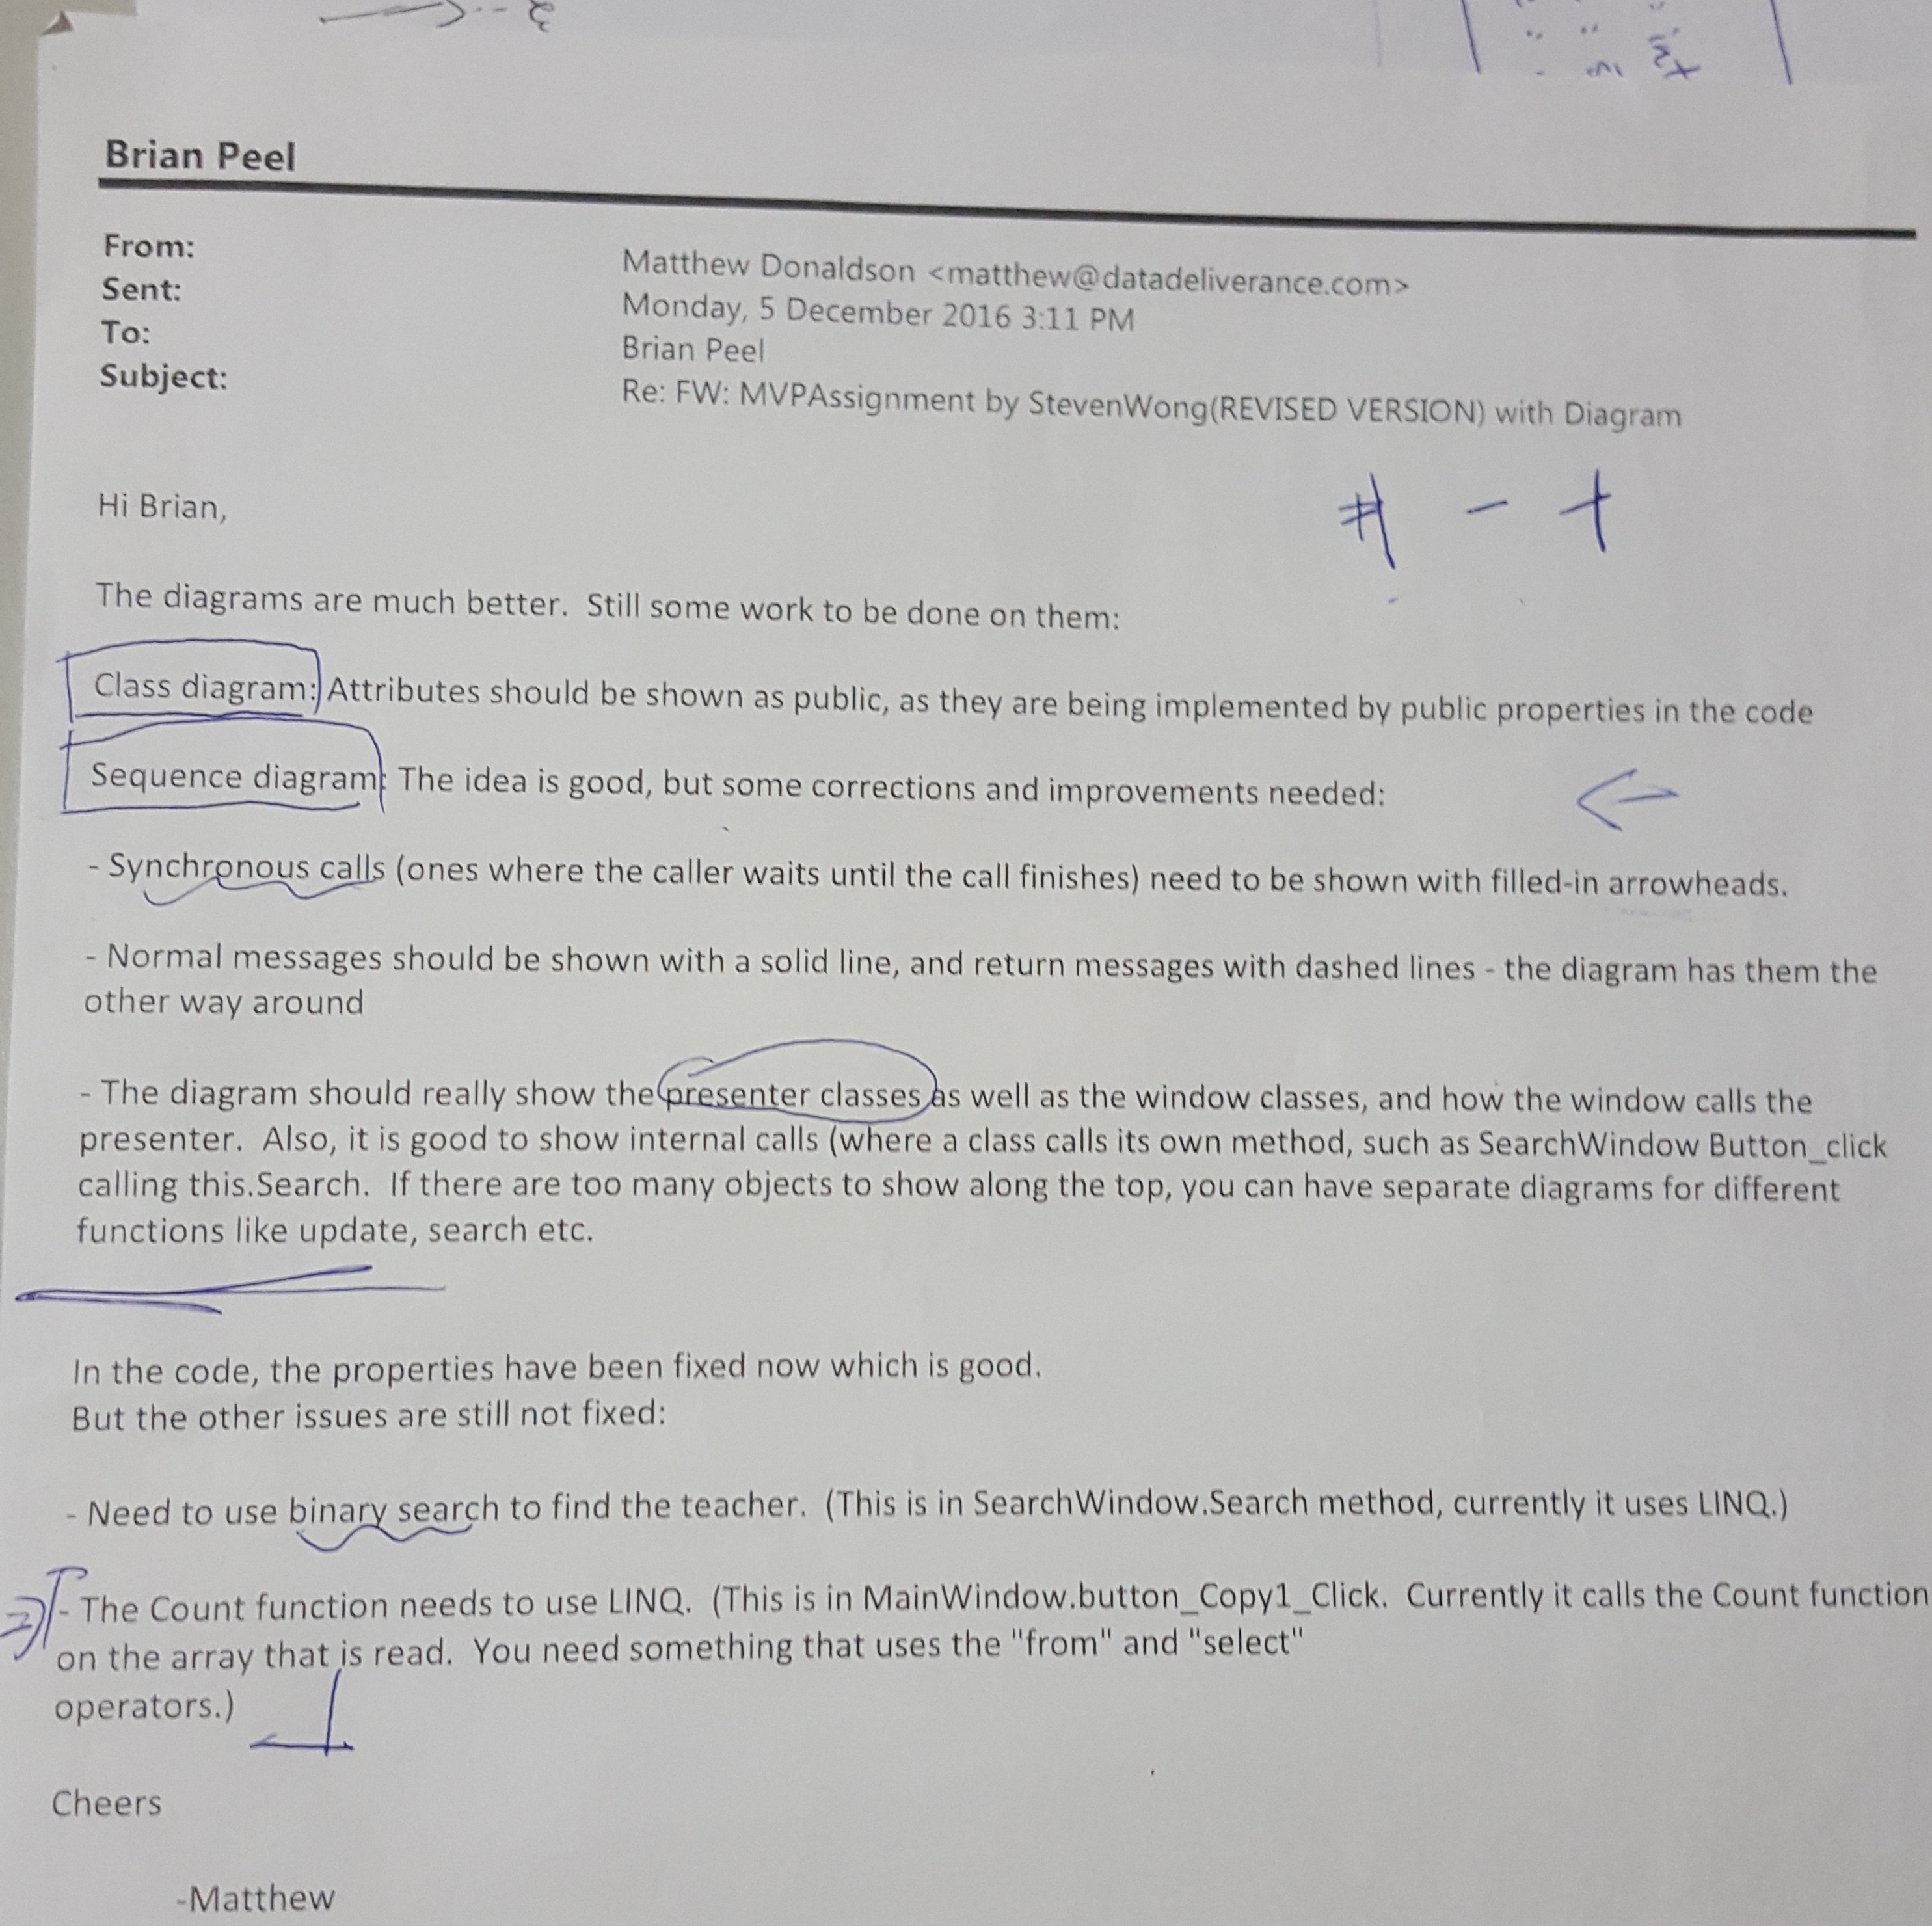 Brian Peel
From: Matthew Donaldson <matthew@datadeliverance.com>
Sent: Monday, 5 December 2016 3:11 PM
To: Brian Peel
Subject: Re: FW: MVPAssignment by StevenWong(REVISED VERSION) with Diagram
Hi Brian,
# - +
The diagrams are much better. Still some work to be done on them:
Class diagram: Attributes should be shown as public, as they are being implemented by public properties in the code
Sequence diagram: The idea is good, but some corrections and improvements needed:
- Synchronous calls (ones where the caller waits until the call finishes) need to be shown with filled-in arrowheads.
- Normal messages should be shown with a solid line, and return messages with dashed lines - the diagram has them the
other way around
- The diagram should really show the presenter classes as well as the window classes, and how the window calls the
presenter. Also, it is good to show internal calls (where a class calls its own method, such as SearchWindow Button_click
calling this.Search. If there are too many objects to show along the top, you can have separate diagrams for different
functions like update, search etc.
In the code, the properties have been fixed now which is good.
But the other issues are still not fixed:
- Need to use binary search to find the teacher. (This is in SearchWindow.Search method, currently it uses LINQ.)
- The Count function needs to use LINQ. (This is in MainWindow.button_Copy1_Click. Currently it calls the Count function
on the array that is read. You need something that uses the "from" and "select"
operators.)
Cheers
-Matthew